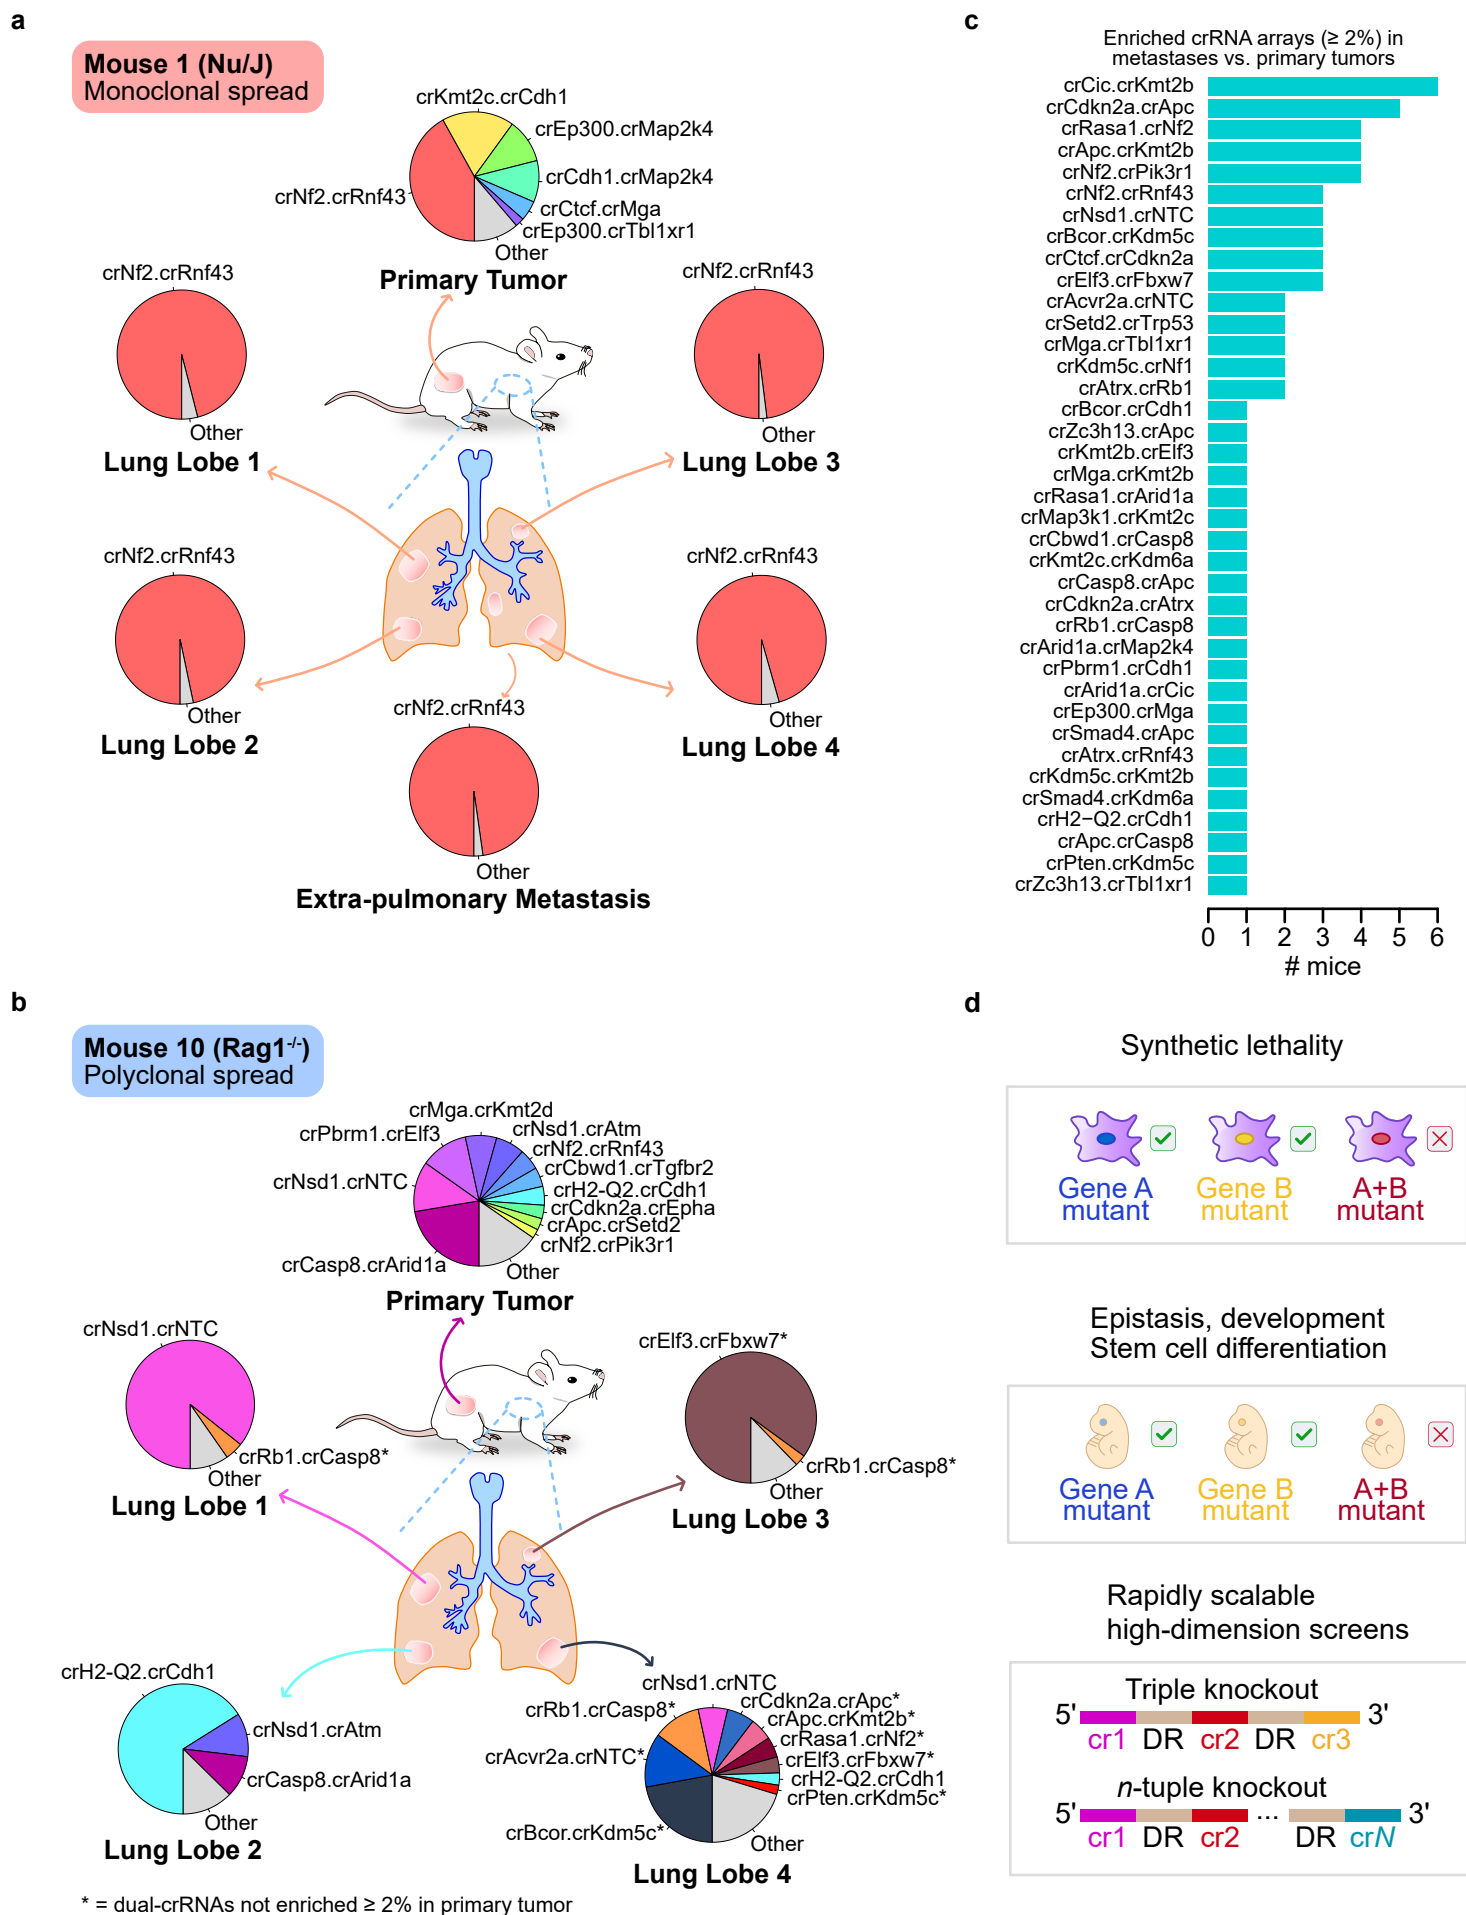 a
Mouse 1 (Nu/J)
Monoclonal spread
crKmt2c.crCdh1
crEp300.crMap2k4
crCdh1.crMap2k4
crNf2.crRnf43
crCtcf.crMga
crEp300.crTbl1xr1
Other
Primary Tumor
crNf2.crRnf43
Other
Lung Lobe 1
crNf2.crRnf43
Other
Lung Lobe 3
crNf2.crRnf43
Other
Lung Lobe 2
crNf2.crRnf43
Other
Lung Lobe 4
crNf2.crRnf43
Other
Extra-pulmonary Metastasis
b
Mouse 10 (Rag1-/-)
Polyclonal spread
crMga.crKmt2d
crPbrm1.crElf3
crNsd1.crAtm
crNf2.crRnf43
crCbwd1.crTgfbr2
crNsd1.crNTC
crH2-Q2.crCdh1
crCdkn2a.crEpha
crApc.crSetd2
crNf2.crPik3r1
crCasp8.crArid1a
Other
Primary Tumor
crNsd1.crNTC
crRb1.crCasp8*
Other
Lung Lobe 1
crElf3.crFbxw7*
crRb1.crCasp8*
Other
Lung Lobe 3
crH2-Q2.crCdh1
crNsd1.crAtm
crCasp8.crArid1a
Other
Lung Lobe 2
crNsd1.crNTC
crRb1.crCasp8*
crCdkn2a.crApc*
crApc.crKmt2b*
crRasa1.crNf2*
crAcvr2a.crNTC*
crElf3.crFbxw7*
crH2-Q2.crCdh1
crPten.crKdm5c*
crBcor.crKdm5c*
Other
Lung Lobe 4
* = dual-crRNAs not enriched ≥ 2% in primary tumor
c
Enriched crRNA arrays (≥ 2%) in
metastases vs. primary tumors
crCic.crKmt2b
crCdkn2a.crApc
crRasa1.crNf2
crApc.crKmt2b
crNf2.crPik3r1
crNf2.crRnf43
crNsd1.crNTC
crBcor.crKdm5c
crCtcf.crCdkn2a
crElf3.crFbxw7
crAcvr2a.crNTC
crSetd2.crTrp53
crMga.crTbl1xr1
crKdm5c.crNf1
crAtrx.crRb1
crBcor.crCdh1
crZc3h13.crApc
crKmt2b.crElf3
crMga.crKmt2b
crRasa1.crArid1a
crMap3k1.crKmt2c
crCbwd1.crCasp8
crKmt2c.crKdm6a
crCasp8.crApc
crCdkn2a.crAtrx
crRb1.crCasp8
crArid1a.crMap2k4
crPbrm1.crCdh1
crArid1a.crCic
crEp300.crMga
crSmad4.crApc
crAtrx.crRnf43
crKdm5c.crKmt2b
crSmad4.crKdm6a
crH2−Q2.crCdh1
crApc.crCasp8
crPten.crKdm5c
crZc3h13.crTbl1xr1
0 1 2 3 4 5 6
# mice
d
Synthetic lethality
Gene A
mutant
Gene B
mutant
A+B
mutant
Epistasis, development
Stem cell differentiation
Gene A
mutant
Gene B
mutant
A+B
mutant
Rapidly scalable
high-dimension screens
Triple knockout
5' 3'
cr1 DR cr2 DR cr3
n-tuple knockout
5' ... 3'
cr1 DR cr2 DR crN